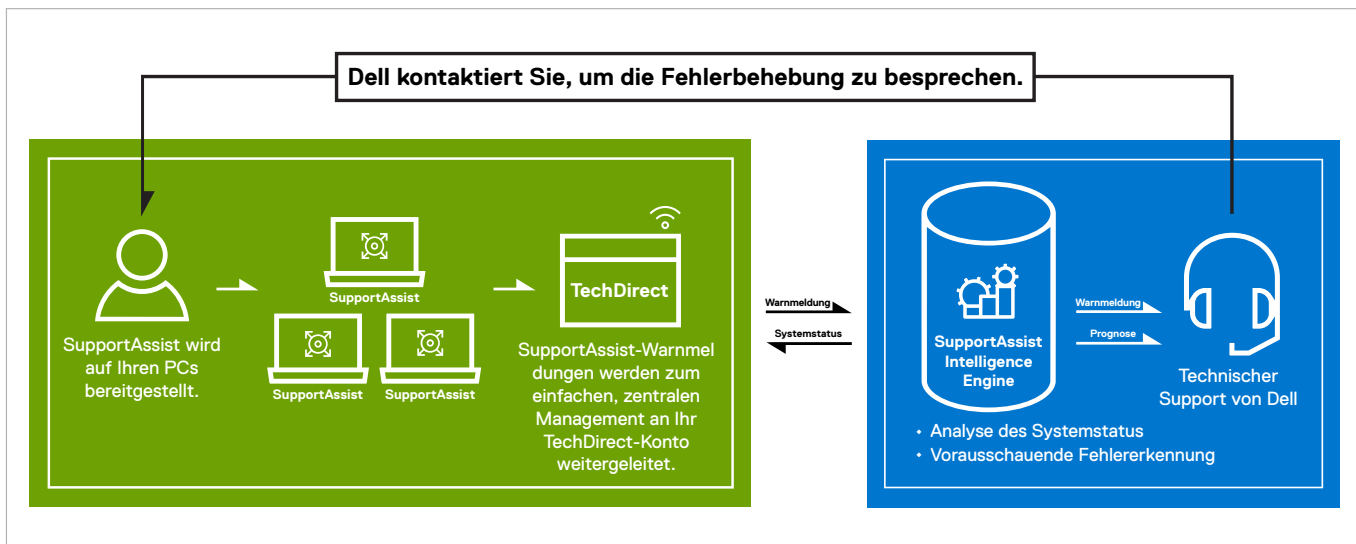 Dell kontaktiert Sie, um die Fehlerbehebung zu besprechen.
SupportAssist wird
auf Ihren PCs
bereitgestellt.
SupportAssist
SupportAssist
SupportAssist
TechDirect
SupportAssist-Warnmel
dungen werden zum
einfachen, zentralen
Management an Ihr
TechDirect-Konto
weitergeleitet.
Warnmeldung
Systemstatus
SupportAssist
Intelligence
Engine
Warnmeldung
Prognose
Technischer
Support von Dell
• Analyse des Systemstatus
• Vorausschauende Fehlererkennung